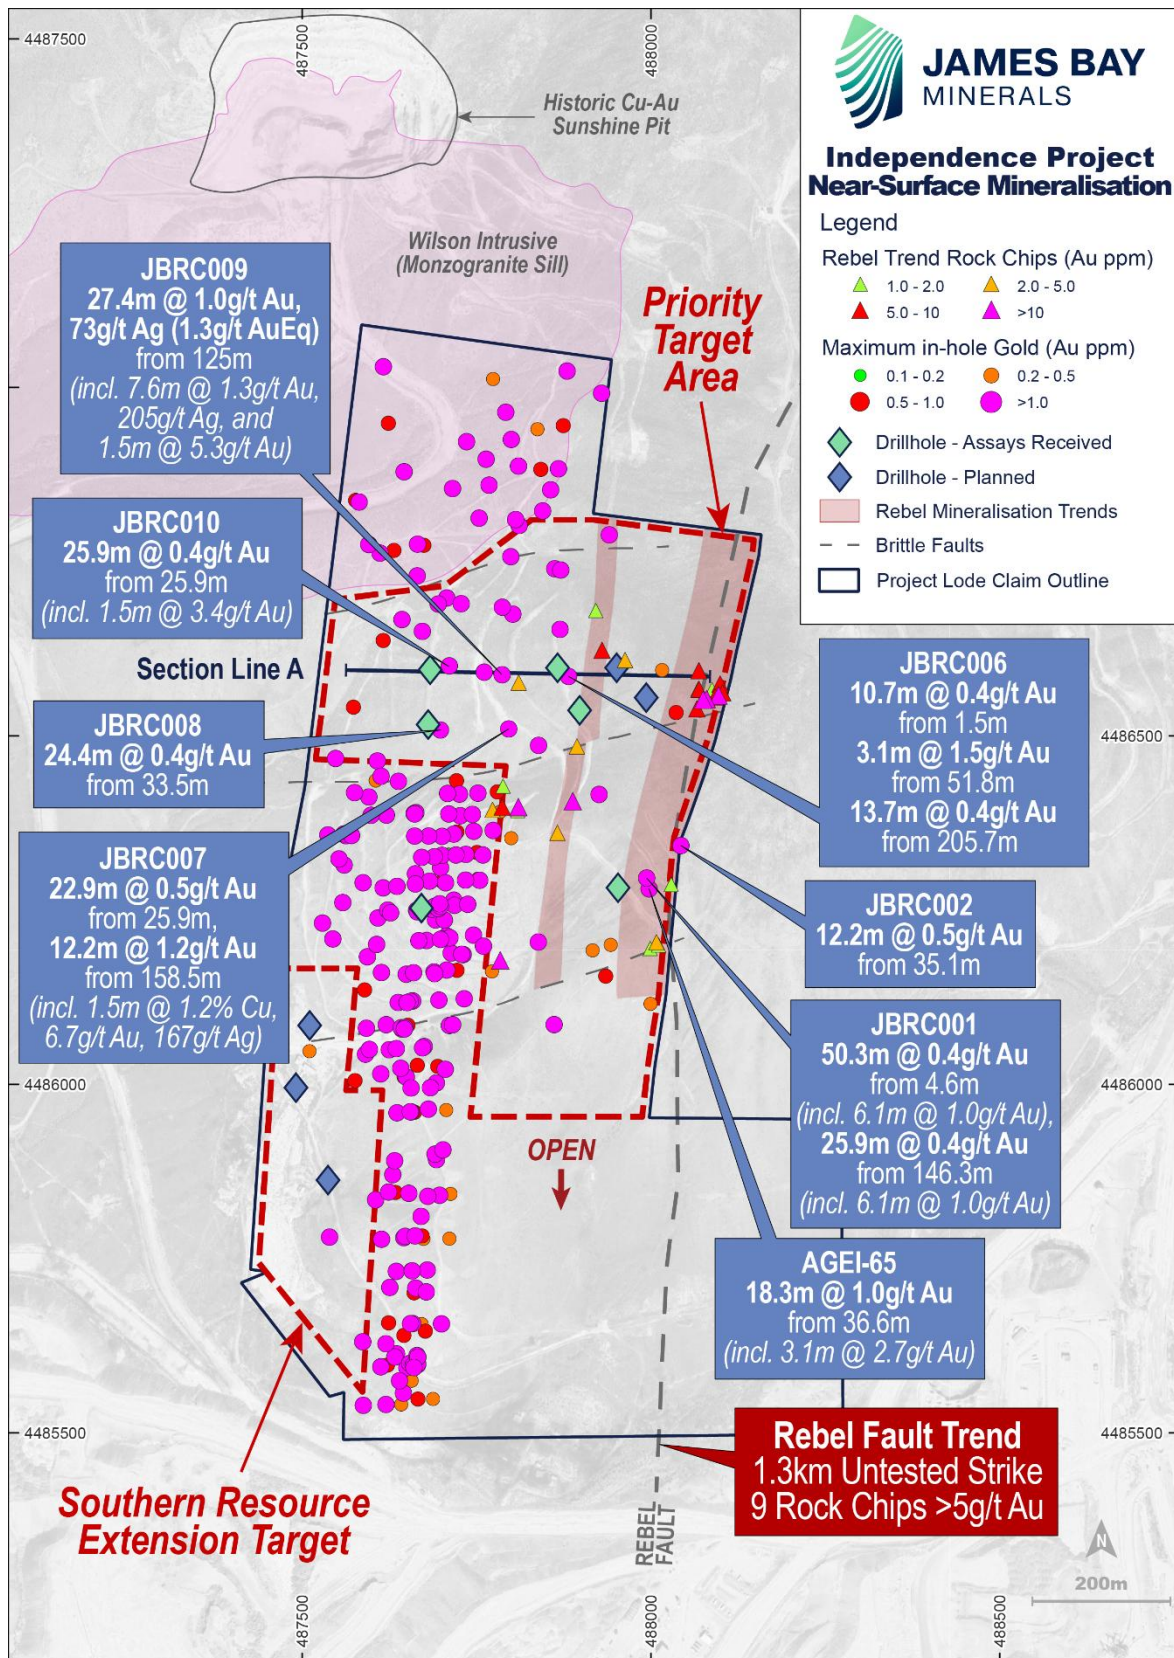 4487500
487500
488000
Historic Cu-Au
Sunshine Pit
Wilson Intrusive
(Monzogranite Sill)
JAMES BAY
MINERALS
Independence Project
Near-Surface Mineralisation
Legend
Rebel Trend Rock Chips (Au ppm)
1.0 - 2.0
2.0 - 5.0
5.0 - 10
>10
Maximum in-hole Gold (Au ppm)
0.1 - 0.2
0.2 - 0.5
0.5 - 1.0
>1.0
Drillhole - Assays Received
Drillhole - Planned
Rebel Mineralisation Trends
Brittle Faults
Project Lode Claim Outline
JBRC009
27.4m @ 1.0g/t Au,
73g/t Ag (1.3g/t AuEq)
from 125m
(incl. 7.6m @ 1.3g/t Au,
205g/t Ag, and
1.5m @ 5.3g/t Au)
Priority
Target
Area
JBRC010
25.9m @ 0.4g/t Au
from 25.9m
(incl. 1.5m @ 3.4g/t Au)
Section Line A
JBRC008
24.4m @ 0.4g/t Au
from 33.5m
JBRC006
10.7m @ 0.4g/t Au
from 1.5m
3.1m @ 1.5g/t Au
from 51.8m
13.7m @ 0.4g/t Au
from 205.7m
4486500
JBRC007
22.9m @ 0.5g/t Au
from 25.9m,
12.2m @ 1.2g/t Au
from 158.5m
(incl. 1.5m @ 1.2% Cu,
6.7g/t Au, 167g/t Ag)
JBRC002
12.2m @ 0.5g/t Au
from 35.1m
JBRC001
50.3m @ 0.4g/t Au
from 4.6m
(incl. 6.1m @ 1.0g/t Au),
25.9m @ 0.4g/t Au
from 146.3m
(incl. 6.1m @ 1.0g/t Au)
4486000
4486000
OPEN
AGEI-65
18.3m @ 1.0g/t Au
from 36.6m
(incl. 3.1m @ 2.7g/t Au)
4485500
4485500
Rebel Fault Trend
1.3km Untested Strike
9 Rock Chips >5g/t Au
Southern Resource
Extension Target
REBEL
FAULT
N
200m
487500
488000
488500